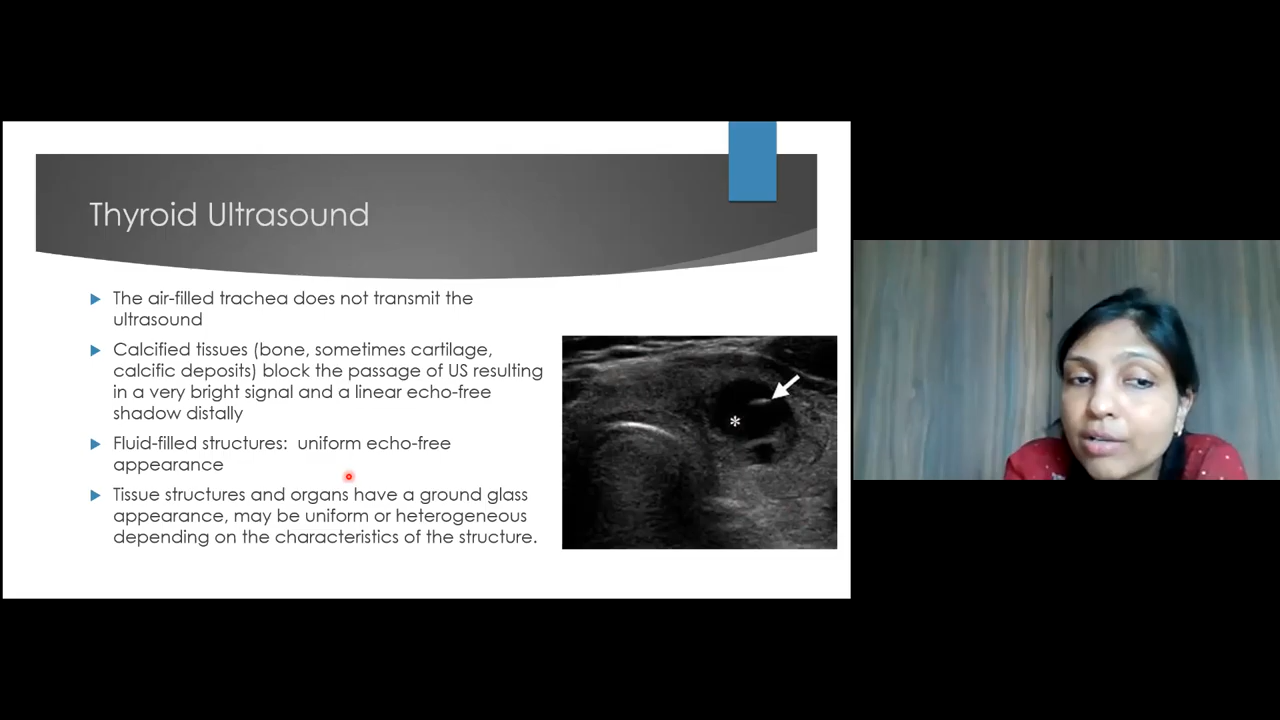 Thyroid Ultrasound
The air-filled trachea does not transmit the
ultrasound
Calcified tissues (bone, sometimes cartilage,
calcific deposits) block the passage of US resulting
in a very bright signal and a linear echo-free
shadow distally
Fluid-filled structures: uniform echo-free
appearance
Tissue structures and organs have a ground glass
appearance, may be uniform or heterogeneous
depending on the characteristics of the structure.
*